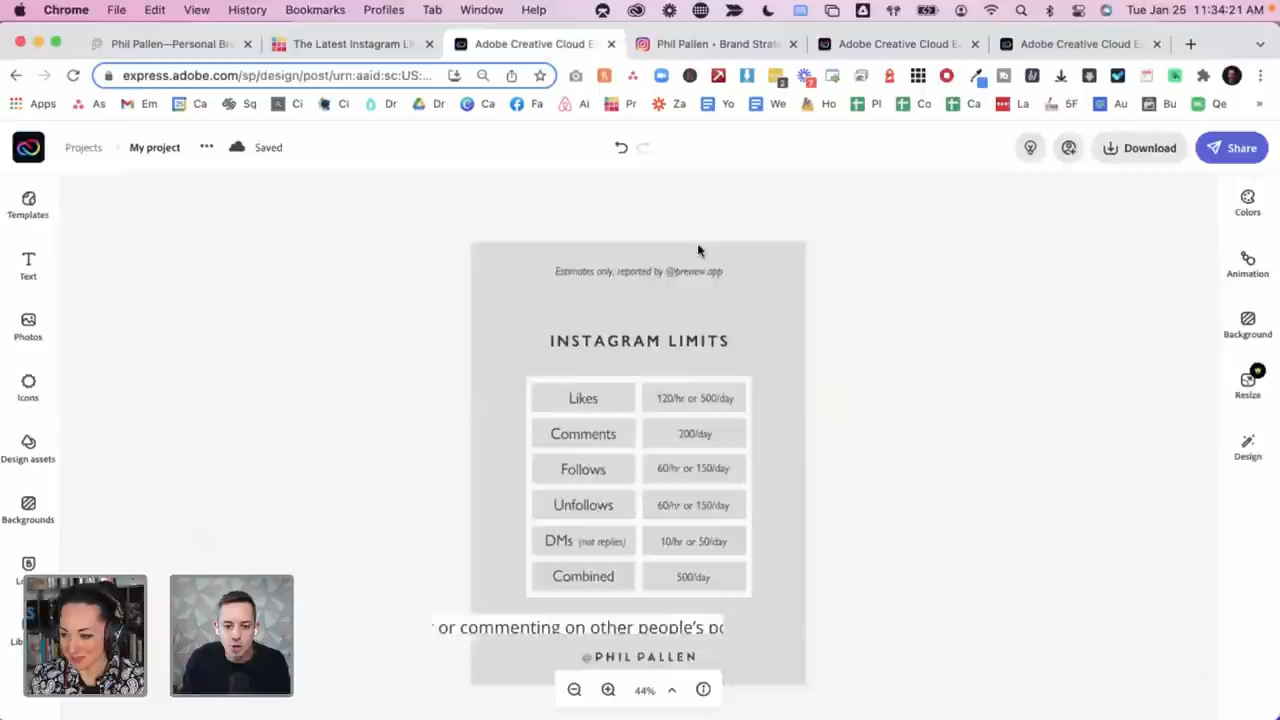 Chrome File Edit View History Bookmarks Profiles Tab Window Help Tue Jan 25 11:34:21 AM
Phil Pallen—Personal Br
The Latest Instagram Li
Adobe Creative Cloud E
Phil Pallen • Brand Strat
Adobe Creative Cloud E
Adobe Creative Cloud E
express.adobe.com/sp/design/post/urn:aaid:sc:US:...
Apps As Em Ca Sq Ci Ci Dr Dr Ca Fa Ai Pr Za Yo We Ho Pl Co Ca La 5F Au Bu Qe »
Projects My project ••• Saved Download Share
Templates
Text
Photos
Icons
Design assets
Backgrounds
Colors
Animation
Background
Resize
Design
Estimates only, reported by @preview.app
INSTAGRAM LIMITS
Likes 120/hr or 500/day
Comments 200/day
Follows 60/hr or 150/day
Unfollows 60/hr or 150/day
DMs (not replies) 10/hr or 50/day
Combined 500/day
or commenting on other people's po
@PHIL PALLEN
44%